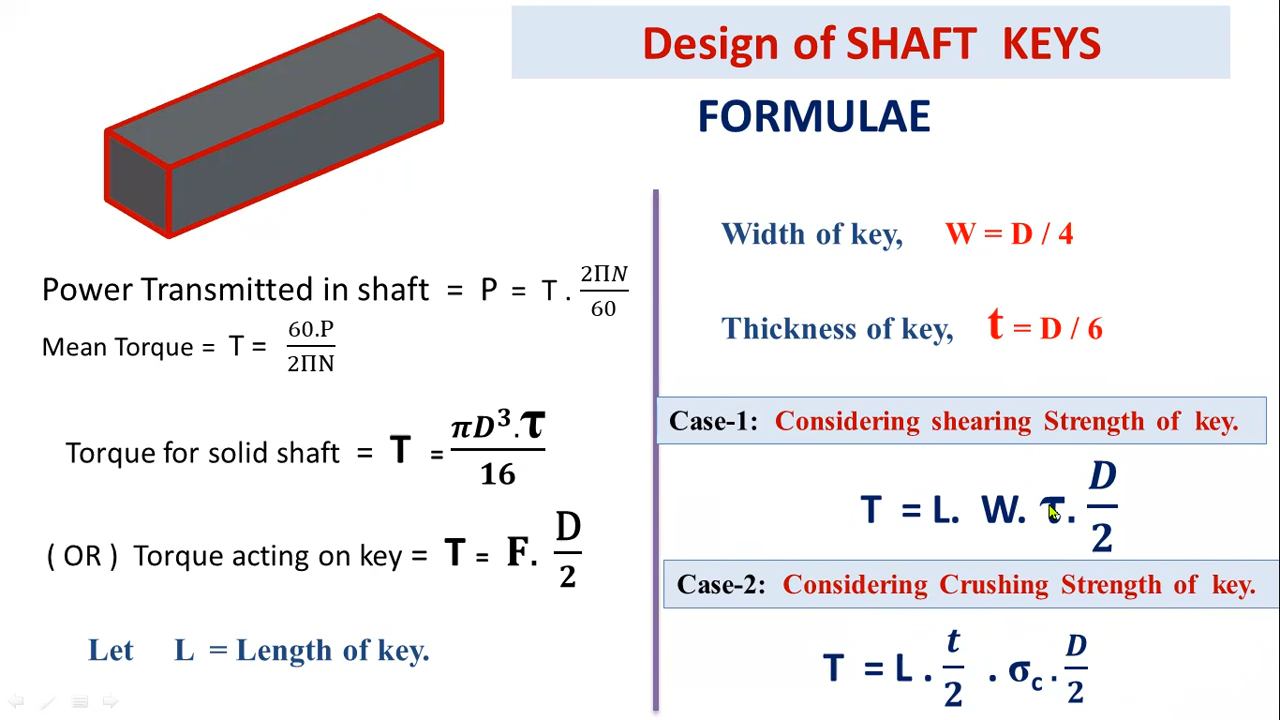 Design of SHAFT KEYS
FORMULAE
Power Transmitted in shaft = P = T . 2ΠN / 60
Mean Torque = T = 60.P / 2ΠN
Torque for solid shaft = T = πD³.τ / 16
( OR ) Torque acting on key = T = F. D / 2
Let L = Length of key.
Width of key, W = D / 4
Thickness of key, t = D / 6
Case-1: Considering shearing Strength of key.
T = L. W. τ. D / 2
Case-2: Considering Crushing Strength of key.
T = L . t / 2 . σc . D / 2